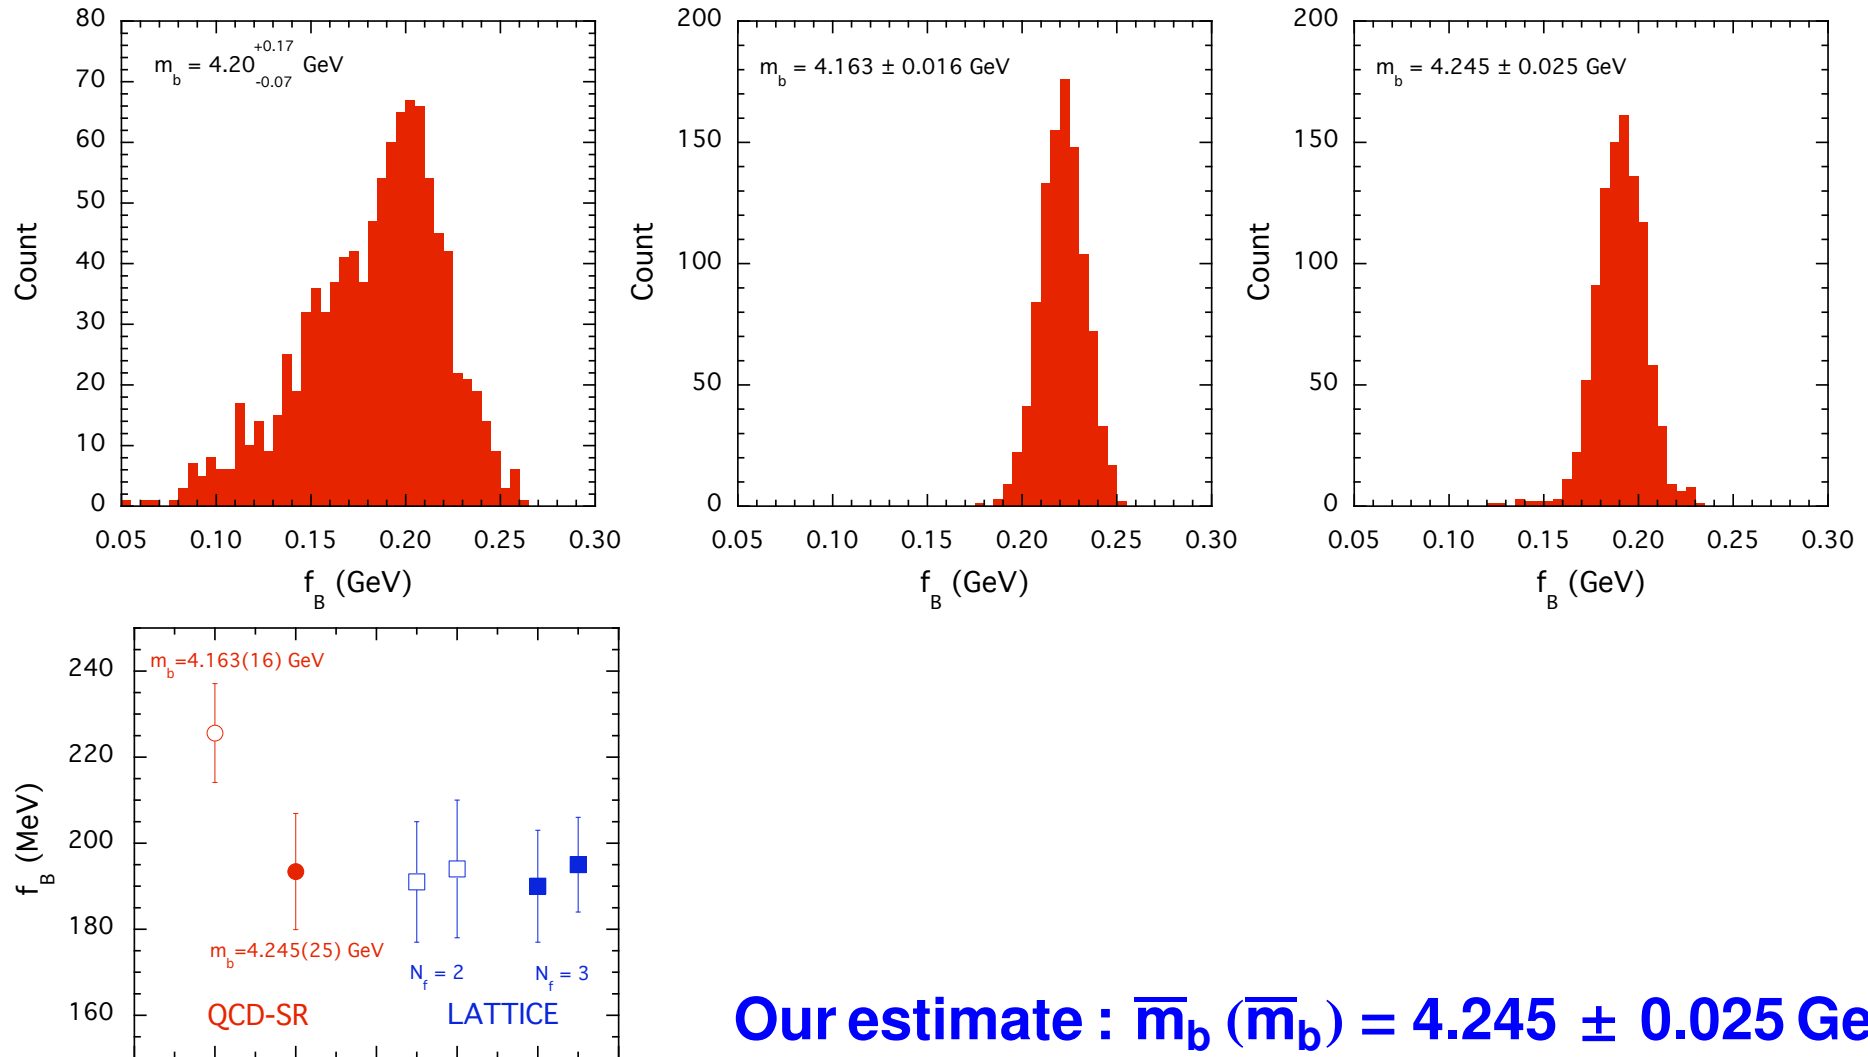 m_b = 4.20 +0.17 -0.07 GeV
80
70
60
50
40
30
20
10
0
Count
0.05 0.10 0.15 0.20 0.25 0.30
f_B (GeV)
m_b = 4.163 ± 0.016 GeV
200
150
100
50
0
Count
0.05 0.10 0.15 0.20 0.25 0.30
f_B (GeV)
m_b = 4.245 ± 0.025 GeV
200
150
100
50
0
Count
0.05 0.10 0.15 0.20 0.25 0.30
f_B (GeV)
m_b=4.163(16) GeV
240
220
200
180
160
f_B (MeV)
m_b=4.245(25) GeV
N_f = 2
N_f = 3
QCD-SR
LATTICE
Our estimate : m̅_b (m̅_b) = 4.245 ± 0.025 Ge